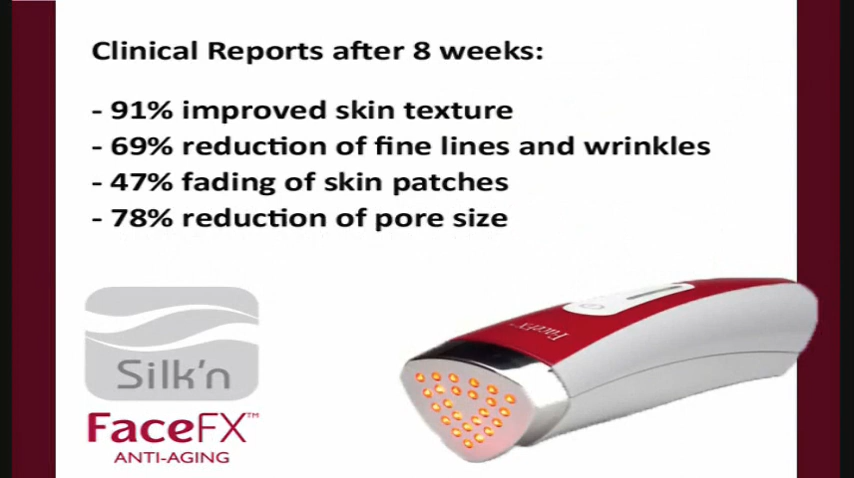 Clinical Reports after 8 weeks:
- 91% improved skin texture
- 69% reduction of fine lines and wrinkles
- 47% fading of skin patches
- 78% reduction of pore size
FaceFX™
Silk'n
FaceFX™
ANTI-AGING